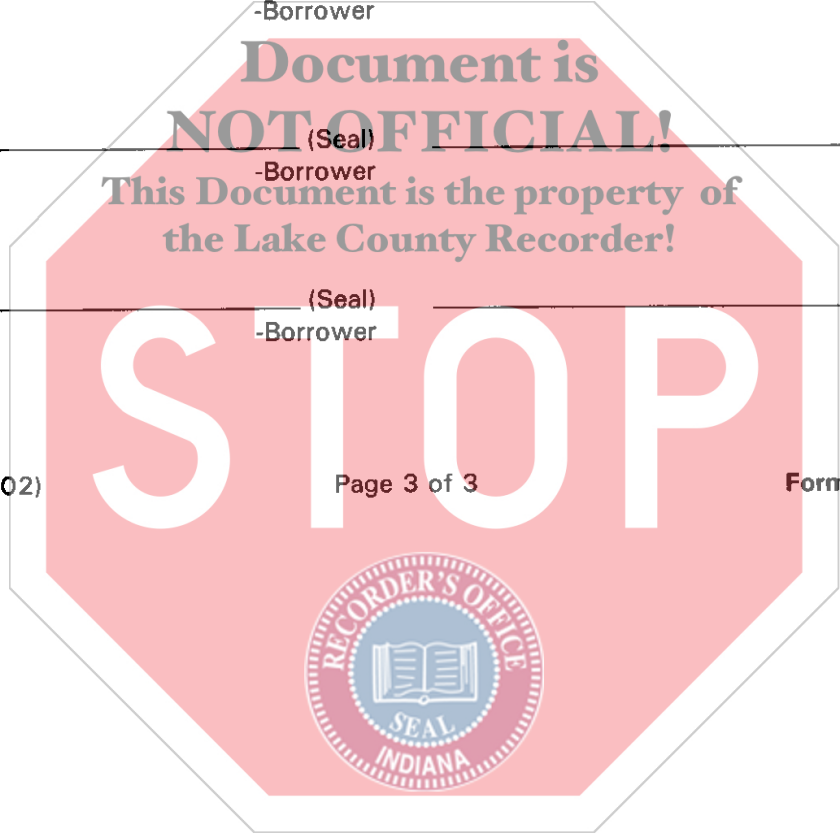 -Borrower
Document is
NOT OFFICIAL!
(Seal)
-Borrower
This Document is the property of
the Lake County Recorder!
(Seal)
-Borrower
STOP
02) Page 3 of 3 Form
RECORDER'S OFFICE
SEAL
INDIANA